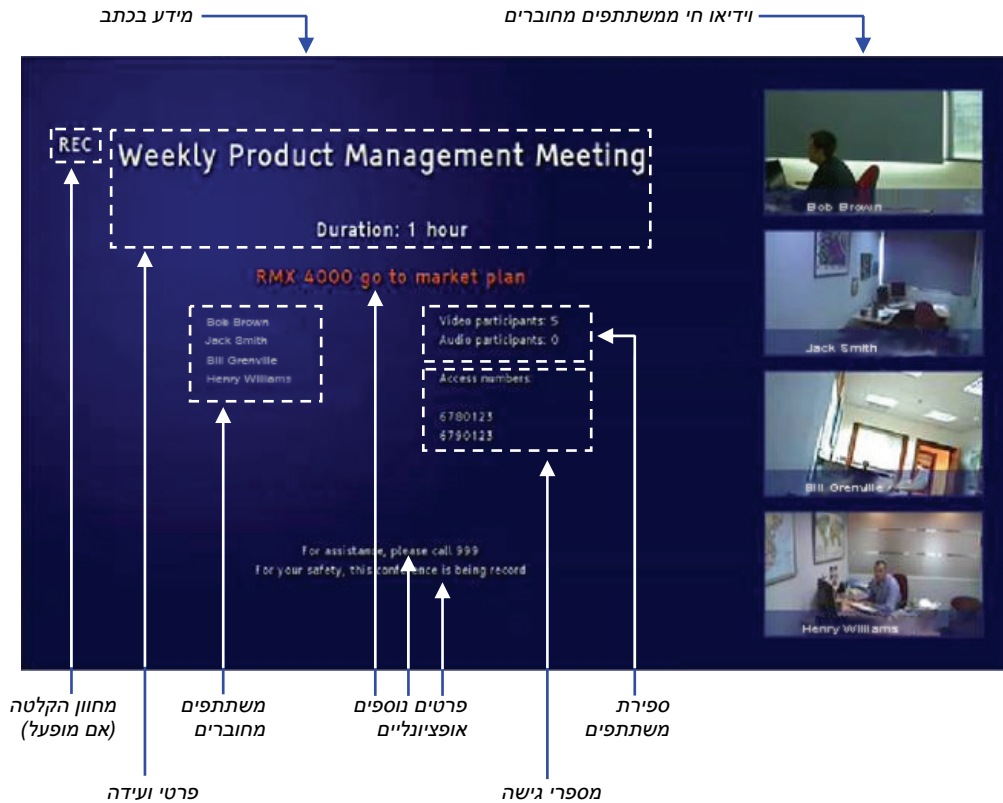 וידיאו חי ממשתתפים מחוברים
מידע בכתב
REC
Weekly Product Management Meeting
Duration: 1 hour
RMX 4000 go to market plan
Bob Brown
Jack Smith
Bill Grenville
Henry Williams
Video participants: 5
Audio participants: 0
Access numbers:
6780123
6790123
For assistance, please call 999
For your safety, this conference is being record
Bob Brown
Jack Smith
Bill Grenville
Henry Williams
ספירת
משתתפים
פרטים נוספים
אופציונליים
משתתפים
מחוברים
מחוון הקלטה
(אם מופעל)
מספרי גישה
פרטי ועידה